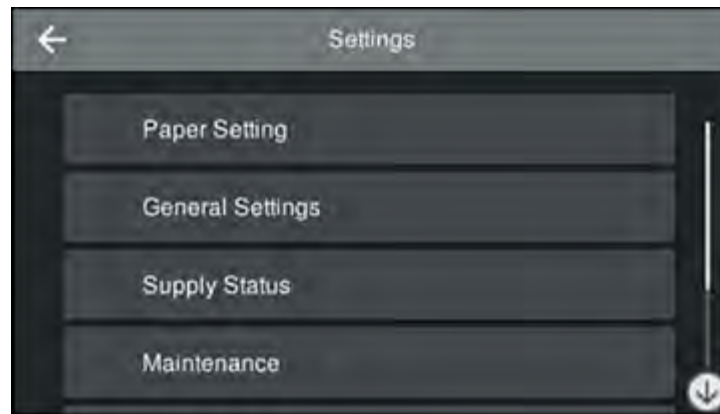 Settings
Paper Setting
General Settings
Supply Status
Maintenance